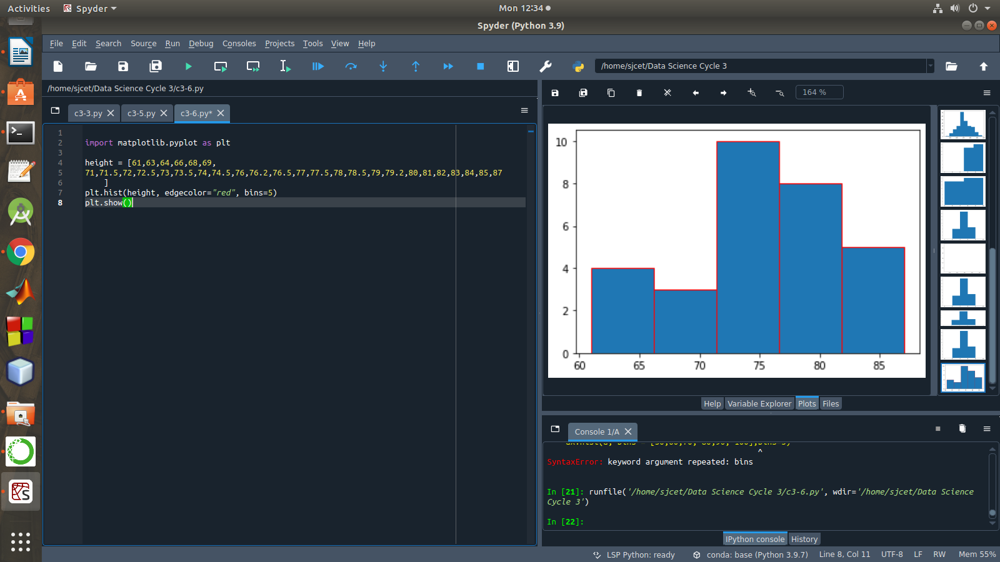 Activities Spyder Mon 12:34
Spyder (Python 3.9)
File Edit Search Source Run Debug Consoles Projects Tools View Help
/home/sjcet/Data Science Cycle 3
/home/sjcet/Data Science Cycle 3/c3-6.py
c3-3.py c3-5.py c3-6.py*
1
2 import matplotlib.pyplot as plt
3
4 height = [61,63,64,66,68,69,
5 71,71.5,72,72.5,73,73.5,74,74.5,76,76.2,76.5,77,77.5,78,78.5,79,79.2,80,81,82,83,84,85,87
6 ]
7 plt.hist(height, edgecolor="red", bins=5)
8 plt.show()
164 %
10
8
6
4
2
0
60 65 70 75 80 85
Help Variable Explorer Plots Files
Console 1/A
^
SyntaxError: keyword argument repeated: bins
In [21]: runfile('/home/sjcet/Data Science Cycle 3/c3-6.py', wdir='/home/sjcet/Data Science
Cycle 3')
In [22]:
IPython console History
LSP Python: ready conda: base (Python 3.9.7) Line 8, Col 11 UTF-8 LF RW Mem 55%